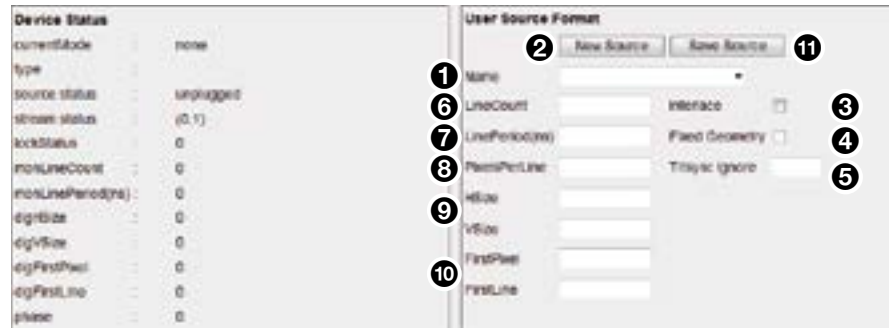 Device Status
currentMode : none
type :
source status : unplugged
stream status : (0,1)
lockStatus : 0
monLineCount : 0
monLinePeriod(ns) : 0
digHSize : 0
digVSize : 0
digFirstPixel : 0
digFirstLine : 0
phase : 0
User Source Format
2 New Source Save Source 11
1 Name
6 LineCount Interlace 3
7 LinePeriod(ns) Fixed Geometry 4
8 PixelsPerLine Trisync Ignore 5
9 HSize
VSize
10 FirstPixel
FirstLine